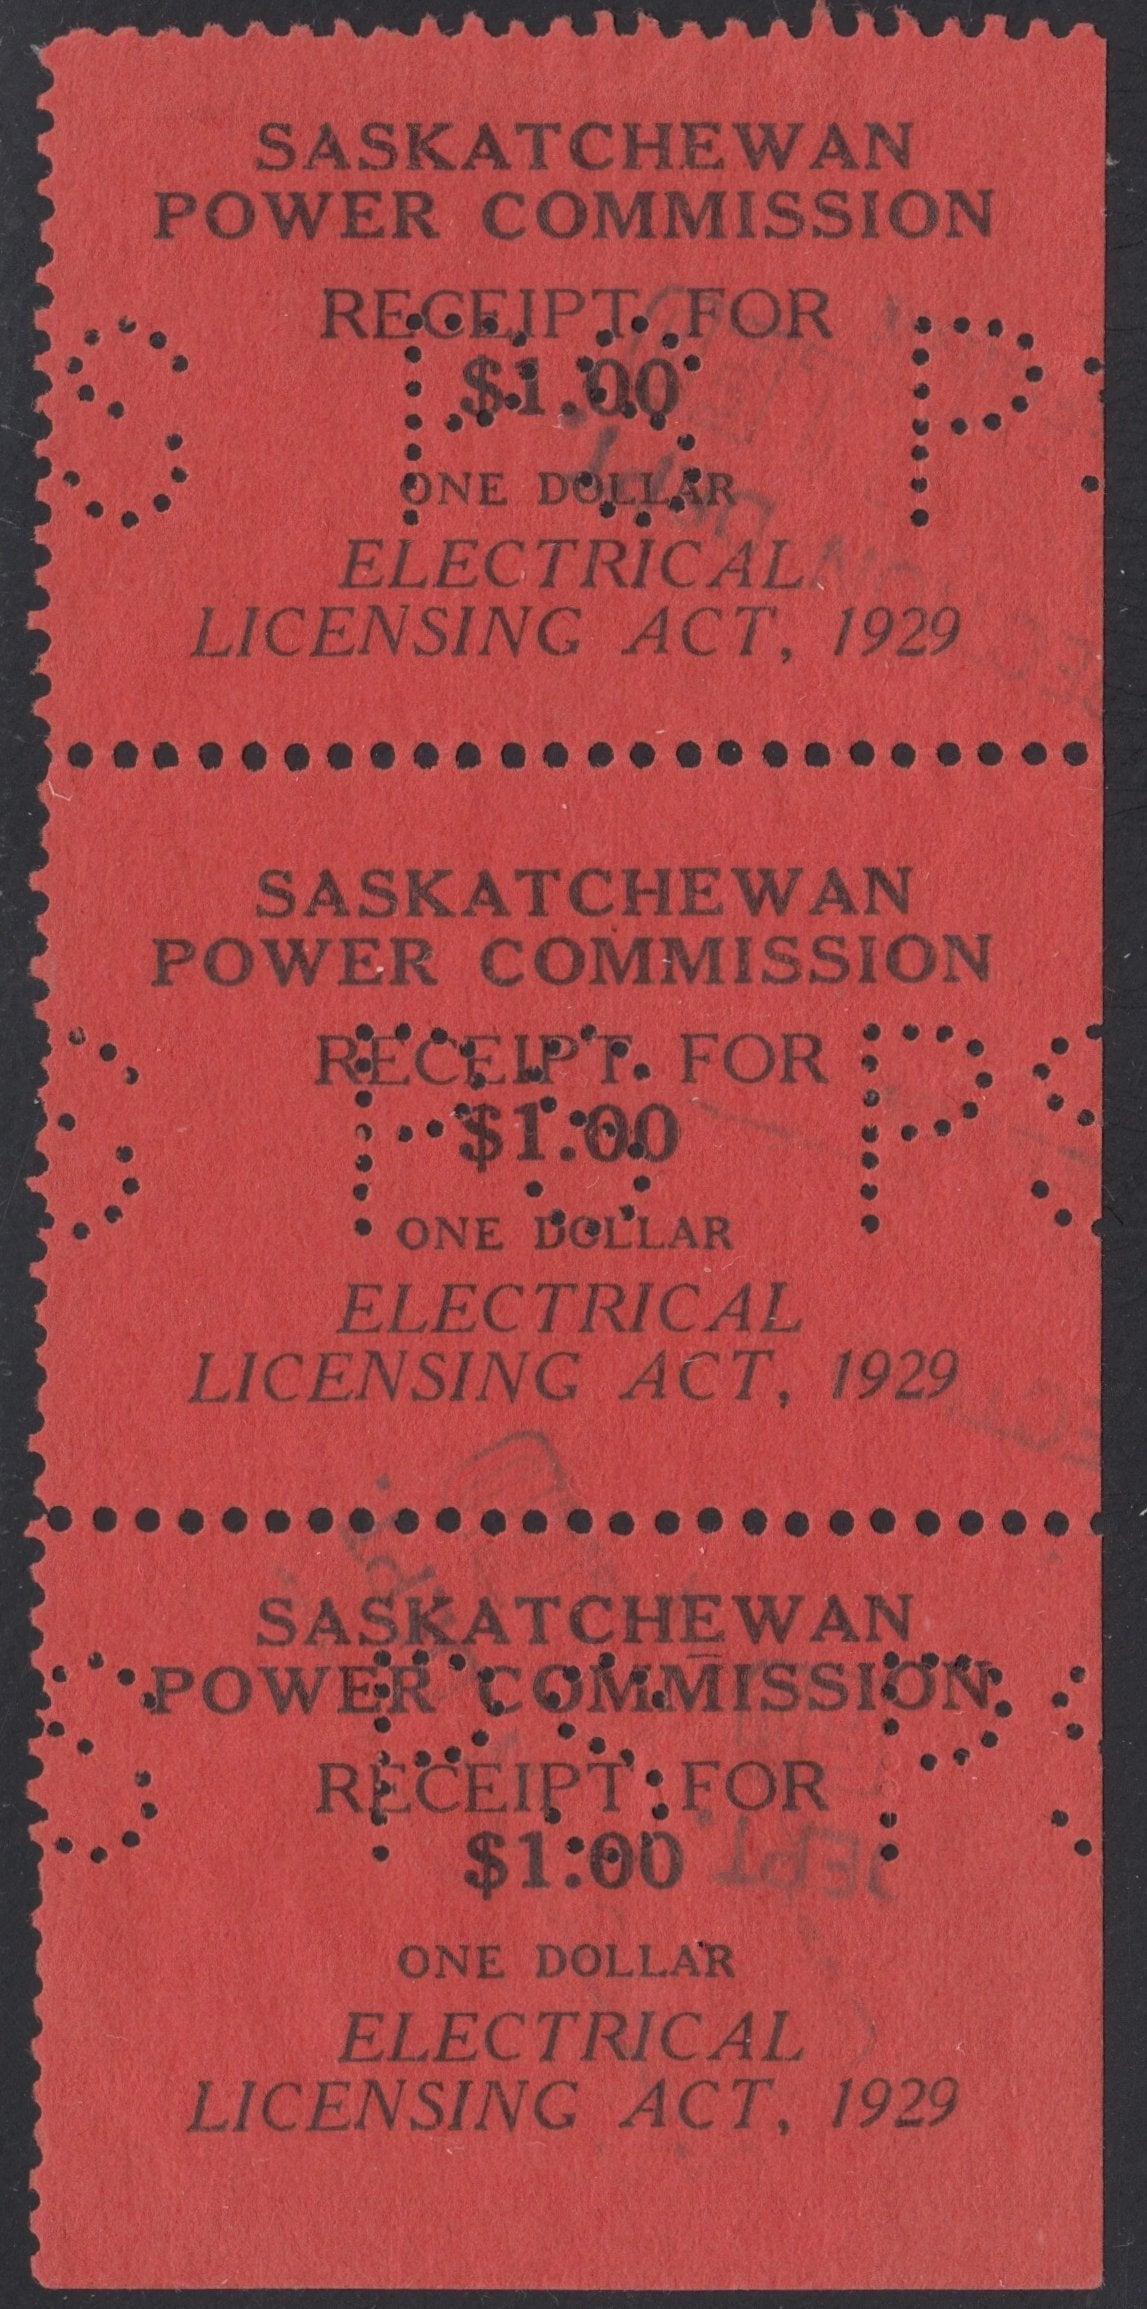 SASKATCHEWAN
POWER COMMISSION
RECEIPT FOR
$1.00
ONE DOLLAR
ELECTRICAL
LICENSING ACT, 1929
S P S P
SASKATCHEWAN
POWER COMMISSION
RECEIPT FOR
$1.00
ONE DOLLAR
ELECTRICAL
LICENSING ACT, 1929
S P S P S
SASKATCHEWAN
POWER COMMISSION
RECEIPT FOR
$1.00
ONE DOLLAR
ELECTRICAL
LICENSING ACT, 1929
S P S P S